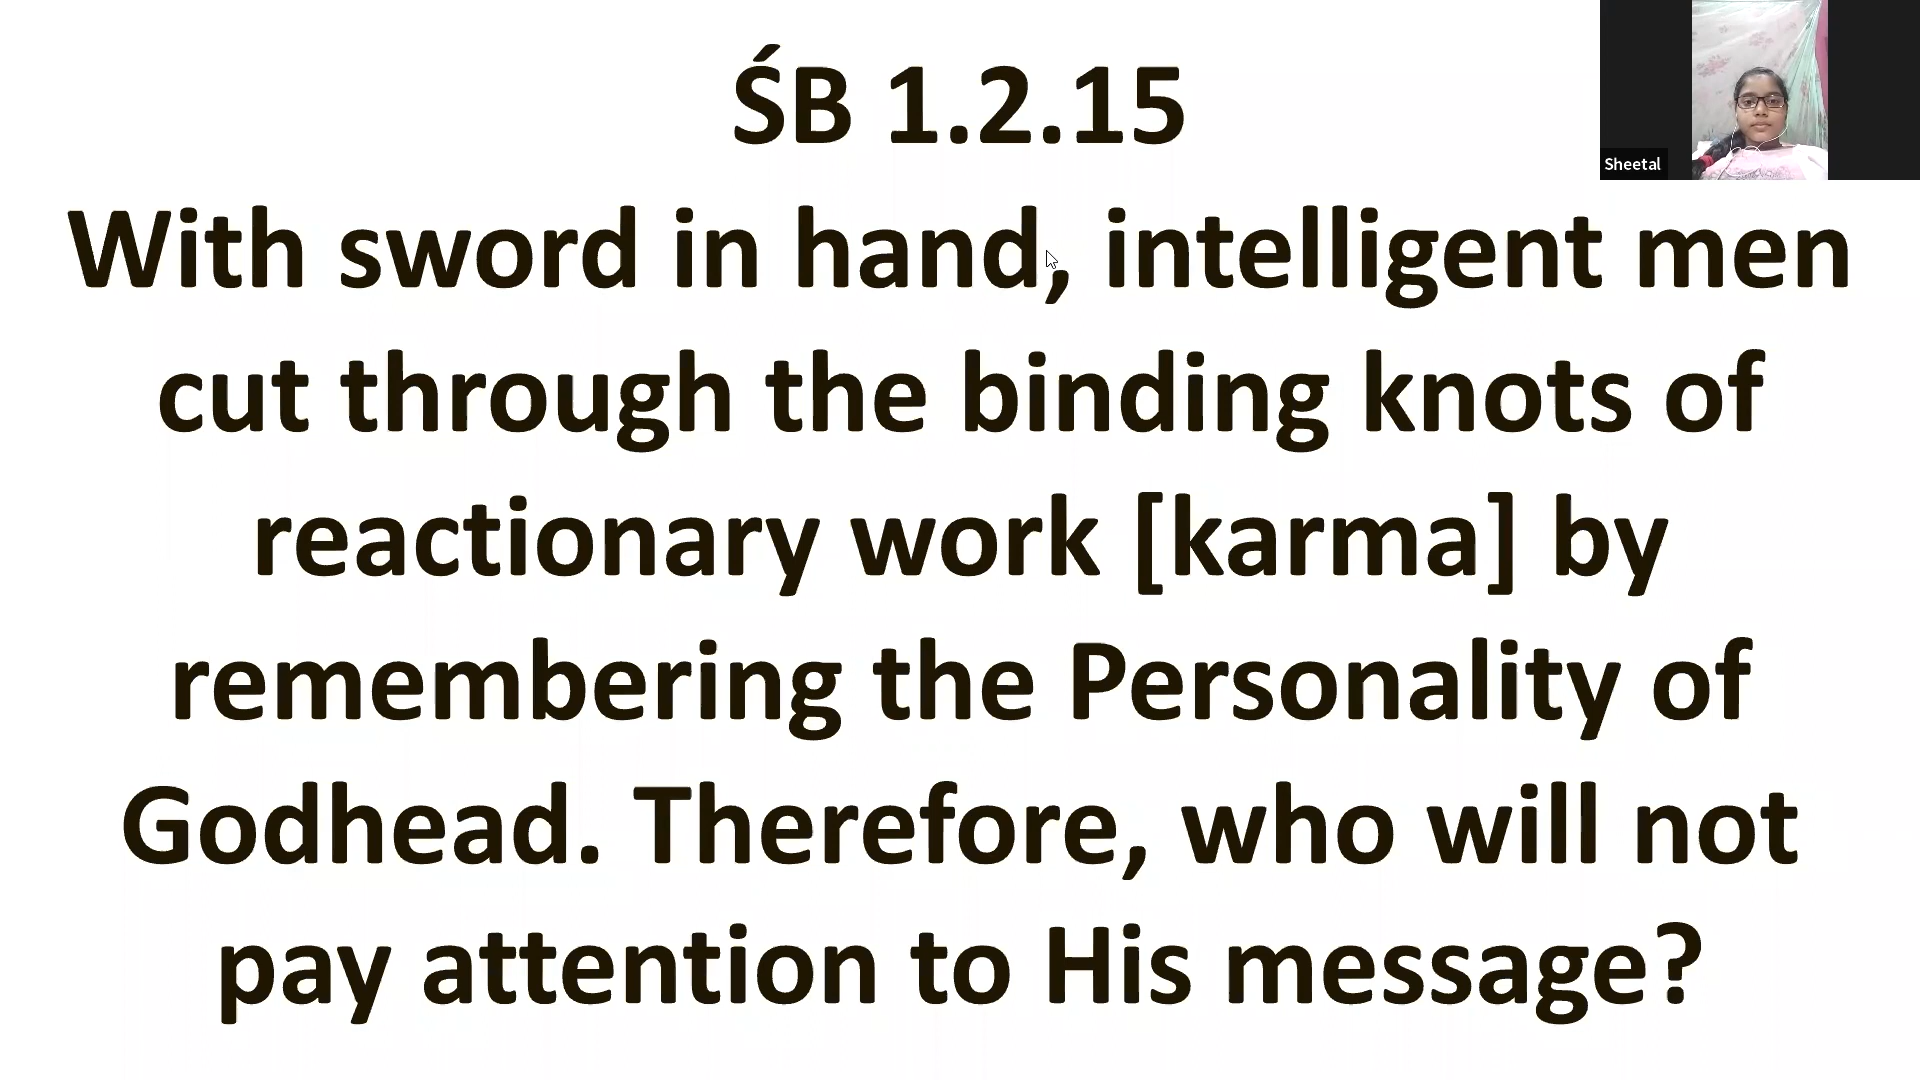 ŚB 1.2.15
Sheetal
With sword in hand, intelligent men
cut through the binding knots of
reactionary work [karma] by
remembering the Personality of
Godhead. Therefore, who will not
pay attention to His message?